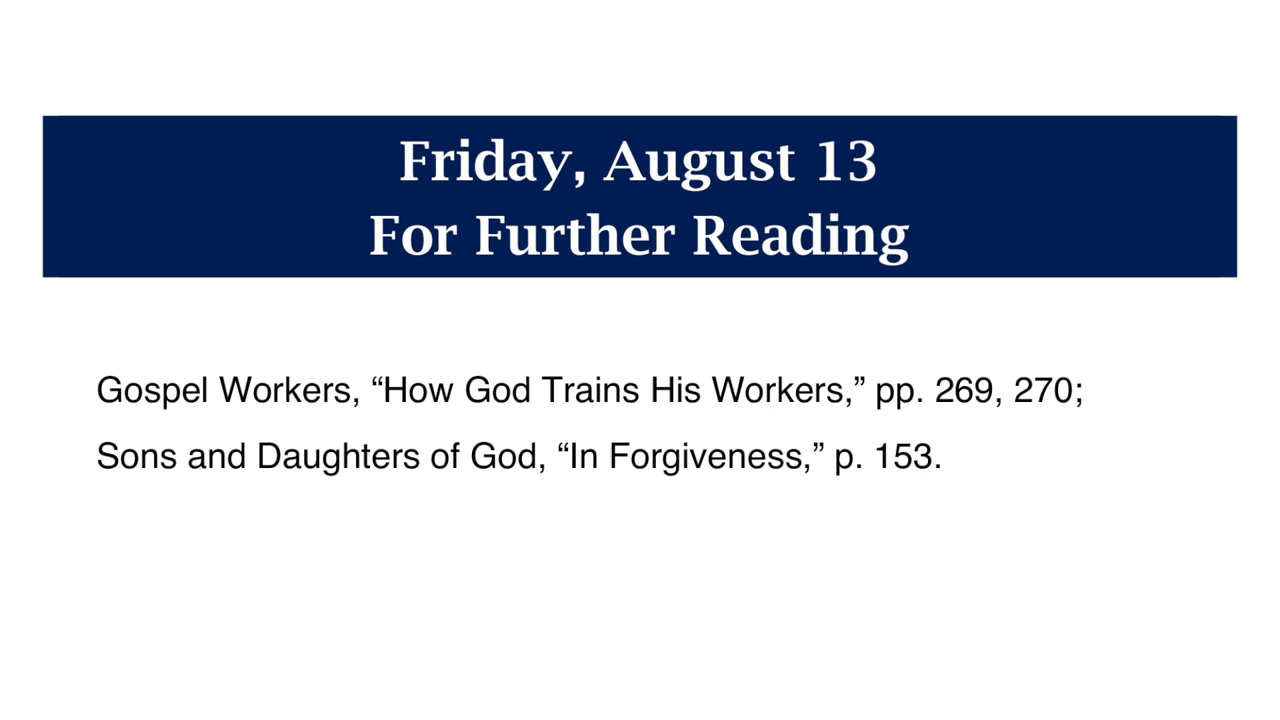 Friday, August 13
For Further Reading
Gospel Workers, “How God Trains His Workers,” pp. 269, 270;
Sons and Daughters of God, “In Forgiveness,” p. 153.